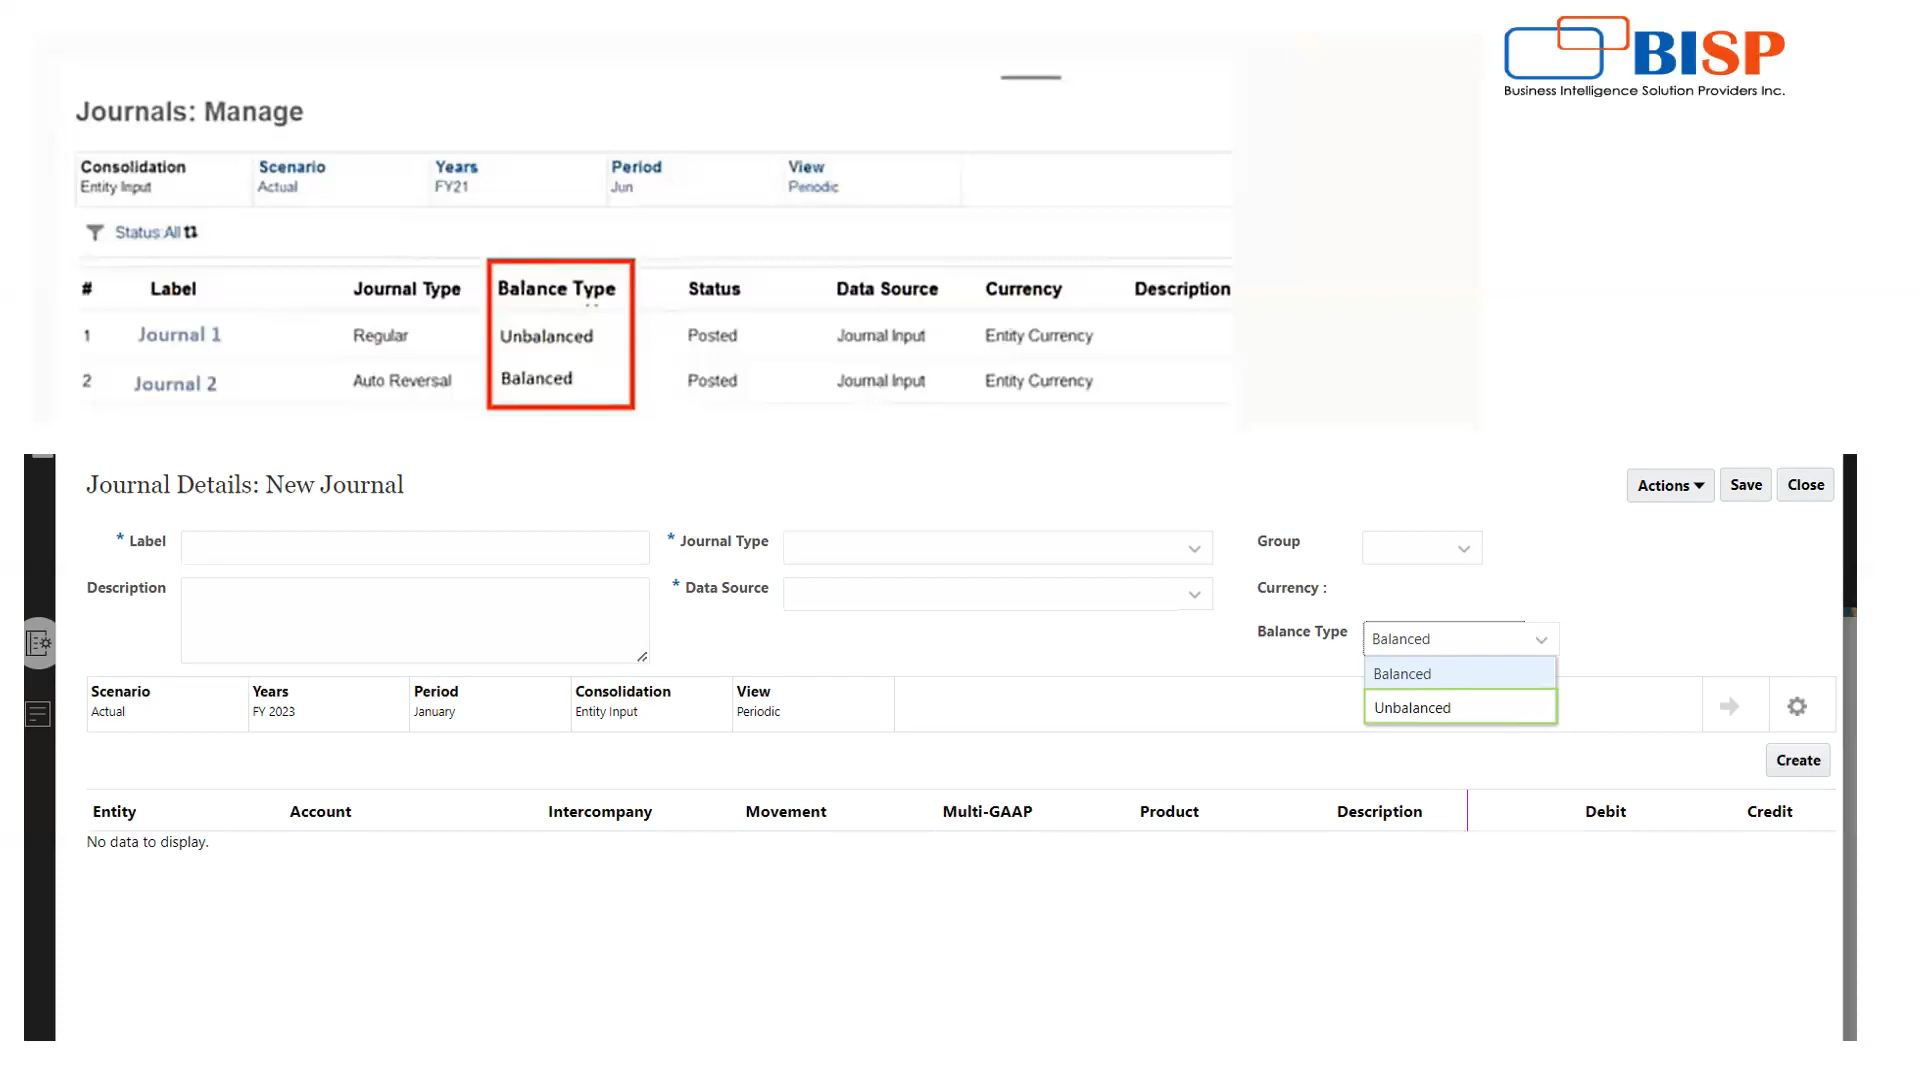 BISP
Business Intelligence Solution Providers Inc.
Journals: Manage
Consolidation Scenario Years Period View
Entity Input Actual FY21 Jun Periodic
Status:All
# Label Journal Type Balance Type Status Data Source Currency Description
1 Journal 1 Regular Unbalanced Posted Journal Input Entity Currency
2 Journal 2 Auto Reversal Balanced Posted Journal Input Entity Currency
Journal Details: New Journal Actions Save Close
* Label * Journal Type Group
Description * Data Source Currency :
Balance Type Balanced
Balanced
Unbalanced
Scenario Years Period Consolidation View
Actual FY 2023 January Entity Input Periodic
Create
Entity Account Intercompany Movement Multi-GAAP Product Description Debit Credit
No data to display.